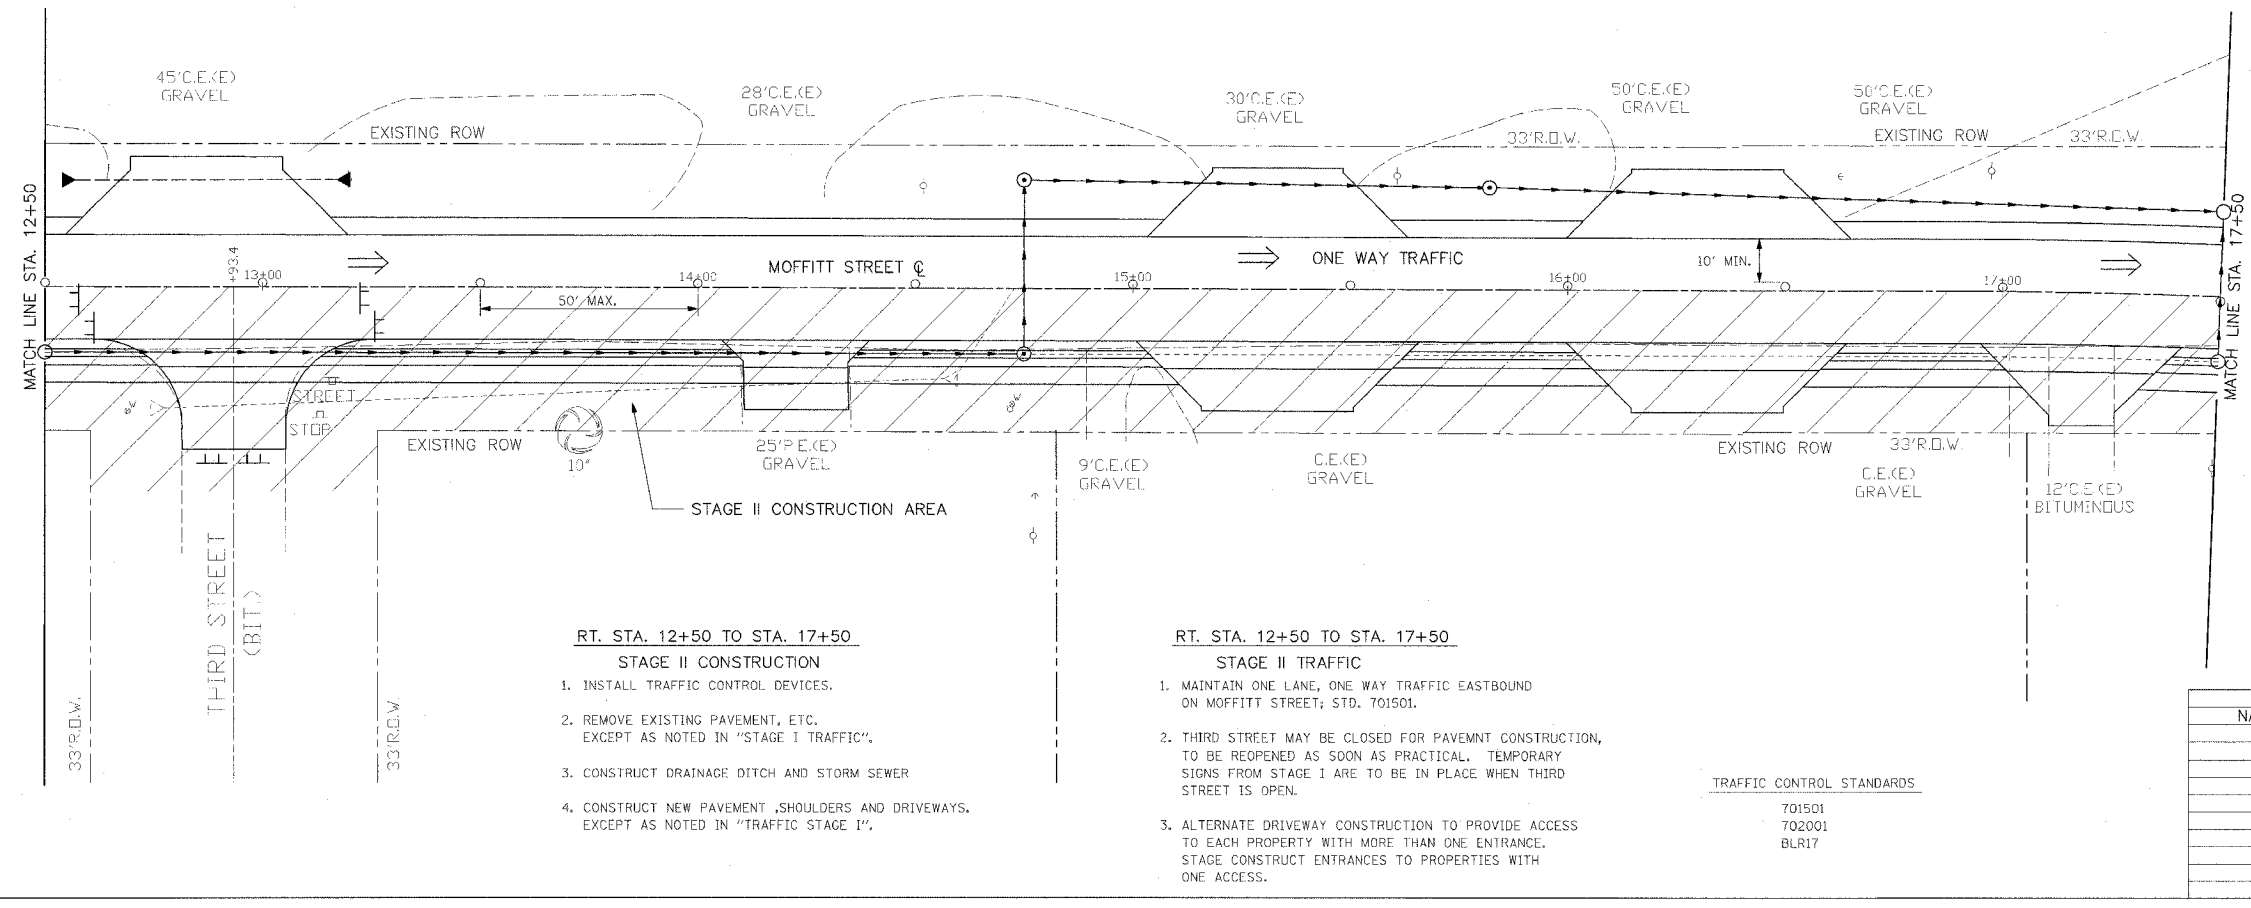 45'C.E.(E)
GRAVEL
28'C.E.(E)
GRAVEL
30'C.E.(E)
GRAVEL
50'C.E.(E)
GRAVEL
50'C.E.(E)
GRAVEL
EXISTING ROW
33'R.O.W.
EXISTING ROW
33'R.O.W.
MATCH LINE STA. 12+50
MATCH LINE STA. 17+50
+93.4
13+00
14+00
15+00
16+00
17+00
MOFFITT STREET
ONE WAY TRAFFIC
10' MIN.
50' MAX.
STREET
STOP
EXISTING ROW
10"
25'P.E.(E)
GRAVEL
9'C.E.(E)
GRAVEL
C.E.(E)
GRAVEL
EXISTING ROW
33'R.O.W.
C.E.(E)
GRAVEL
12'C.E.(E)
BITUMINOUS
STAGE II CONSTRUCTION AREA
THIRD STREET
(BIT.)
33'R.O.W.
33'R.O.W.
RT. STA. 12+50 TO STA. 17+50
STAGE II CONSTRUCTION
1. INSTALL TRAFFIC CONTROL DEVICES.
2. REMOVE EXISTING PAVEMENT, ETC.
EXCEPT AS NOTED IN "STAGE I TRAFFIC".
3. CONSTRUCT DRAINAGE DITCH AND STORM SEWER
4. CONSTRUCT NEW PAVEMENT ,SHOULDERS AND DRIVEWAYS.
EXCEPT AS NOTED IN "TRAFFIC STAGE I".
RT. STA. 12+50 TO STA. 17+50
STAGE II TRAFFIC
1. MAINTAIN ONE LANE, ONE WAY TRAFFIC EASTBOUND
ON MOFFITT STREET; STD. 701501.
2. THIRD STREET MAY BE CLOSED FOR PAVEMNT CONSTRUCTION,
TO BE REOPENED AS SOON AS PRACTICAL. TEMPORARY
SIGNS FROM STAGE I ARE TO BE IN PLACE WHEN THIRD
STREET IS OPEN.
3. ALTERNATE DRIVEWAY CONSTRUCTION TO PROVIDE ACCESS
TO EACH PROPERTY WITH MORE THAN ONE ENTRANCE.
STAGE CONSTRUCT ENTRANCES TO PROPERTIES WITH
ONE ACCESS.
TRAFFIC CONTROL STANDARDS
701501
702001
BLR17